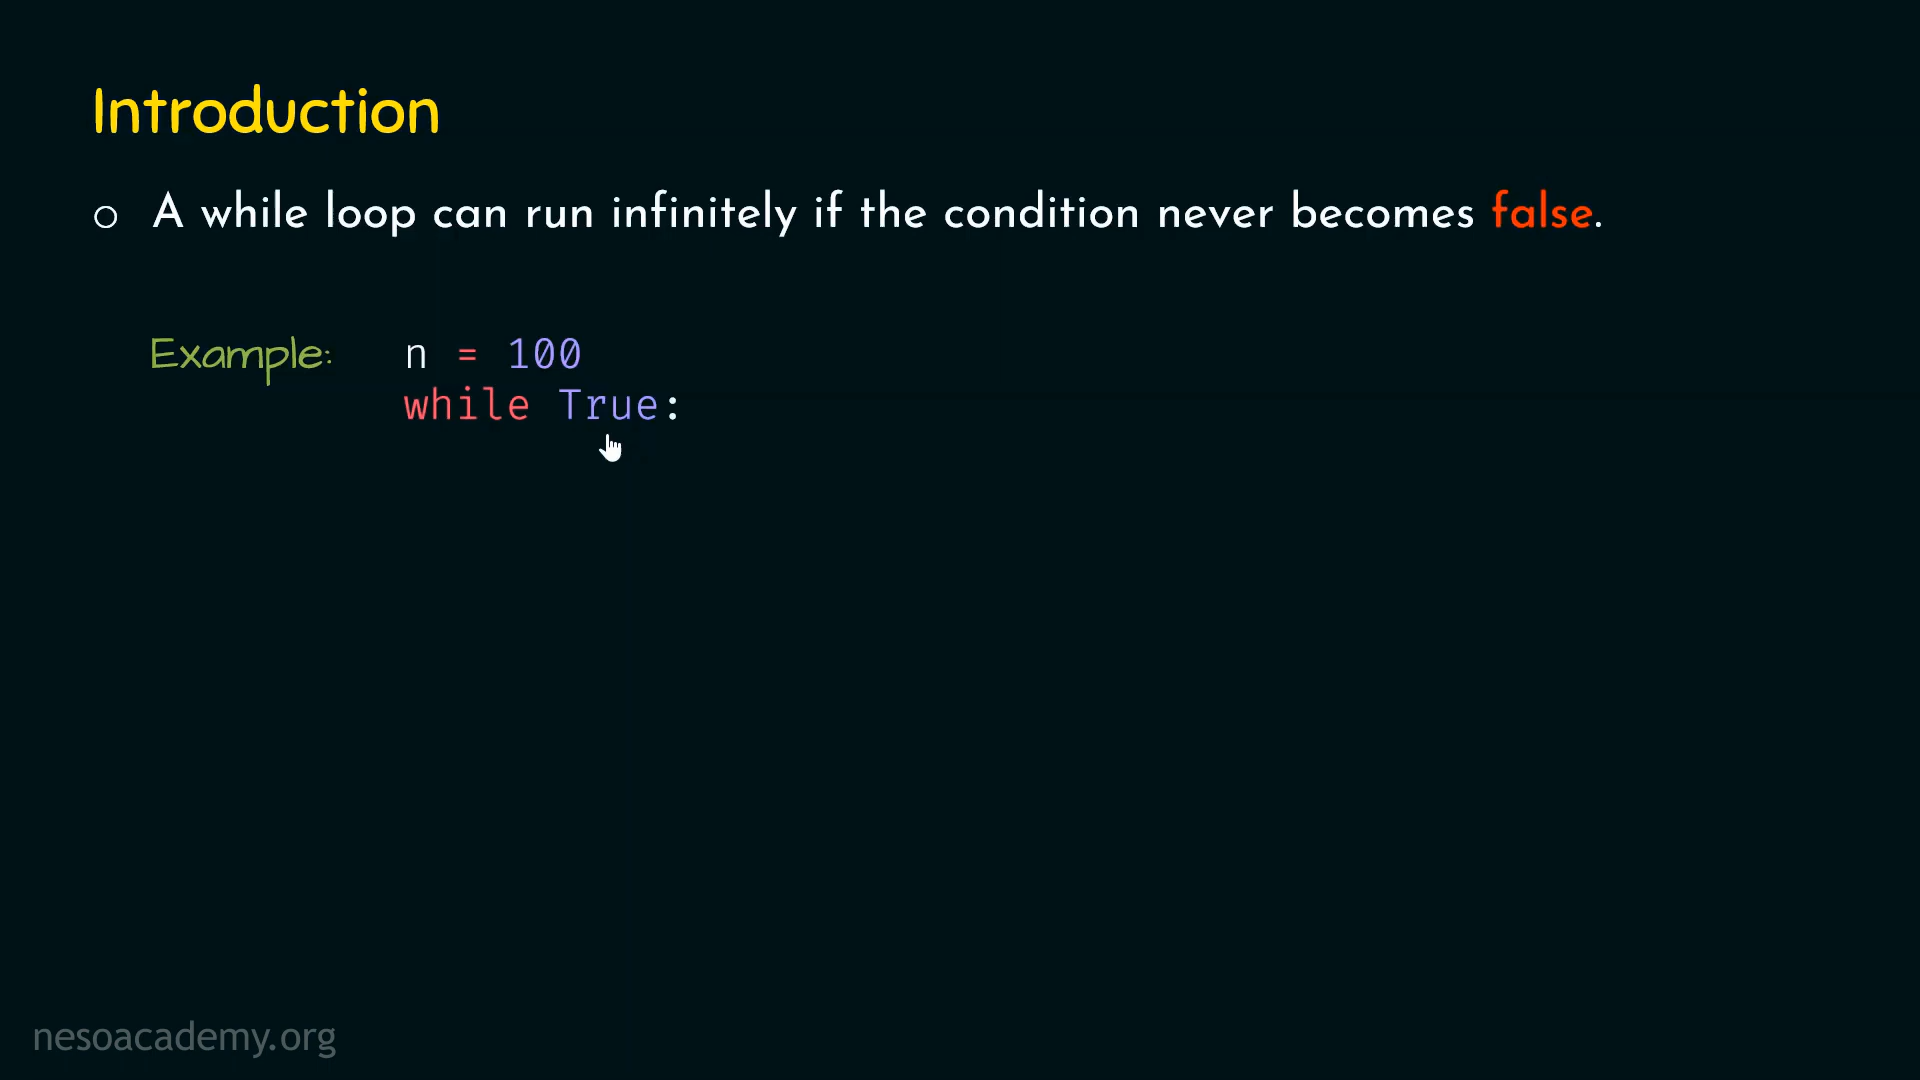 Introduction
○ A while loop can run infinitely if the condition never becomes false.
Example: n = 100
while True:
nesoacademy.org